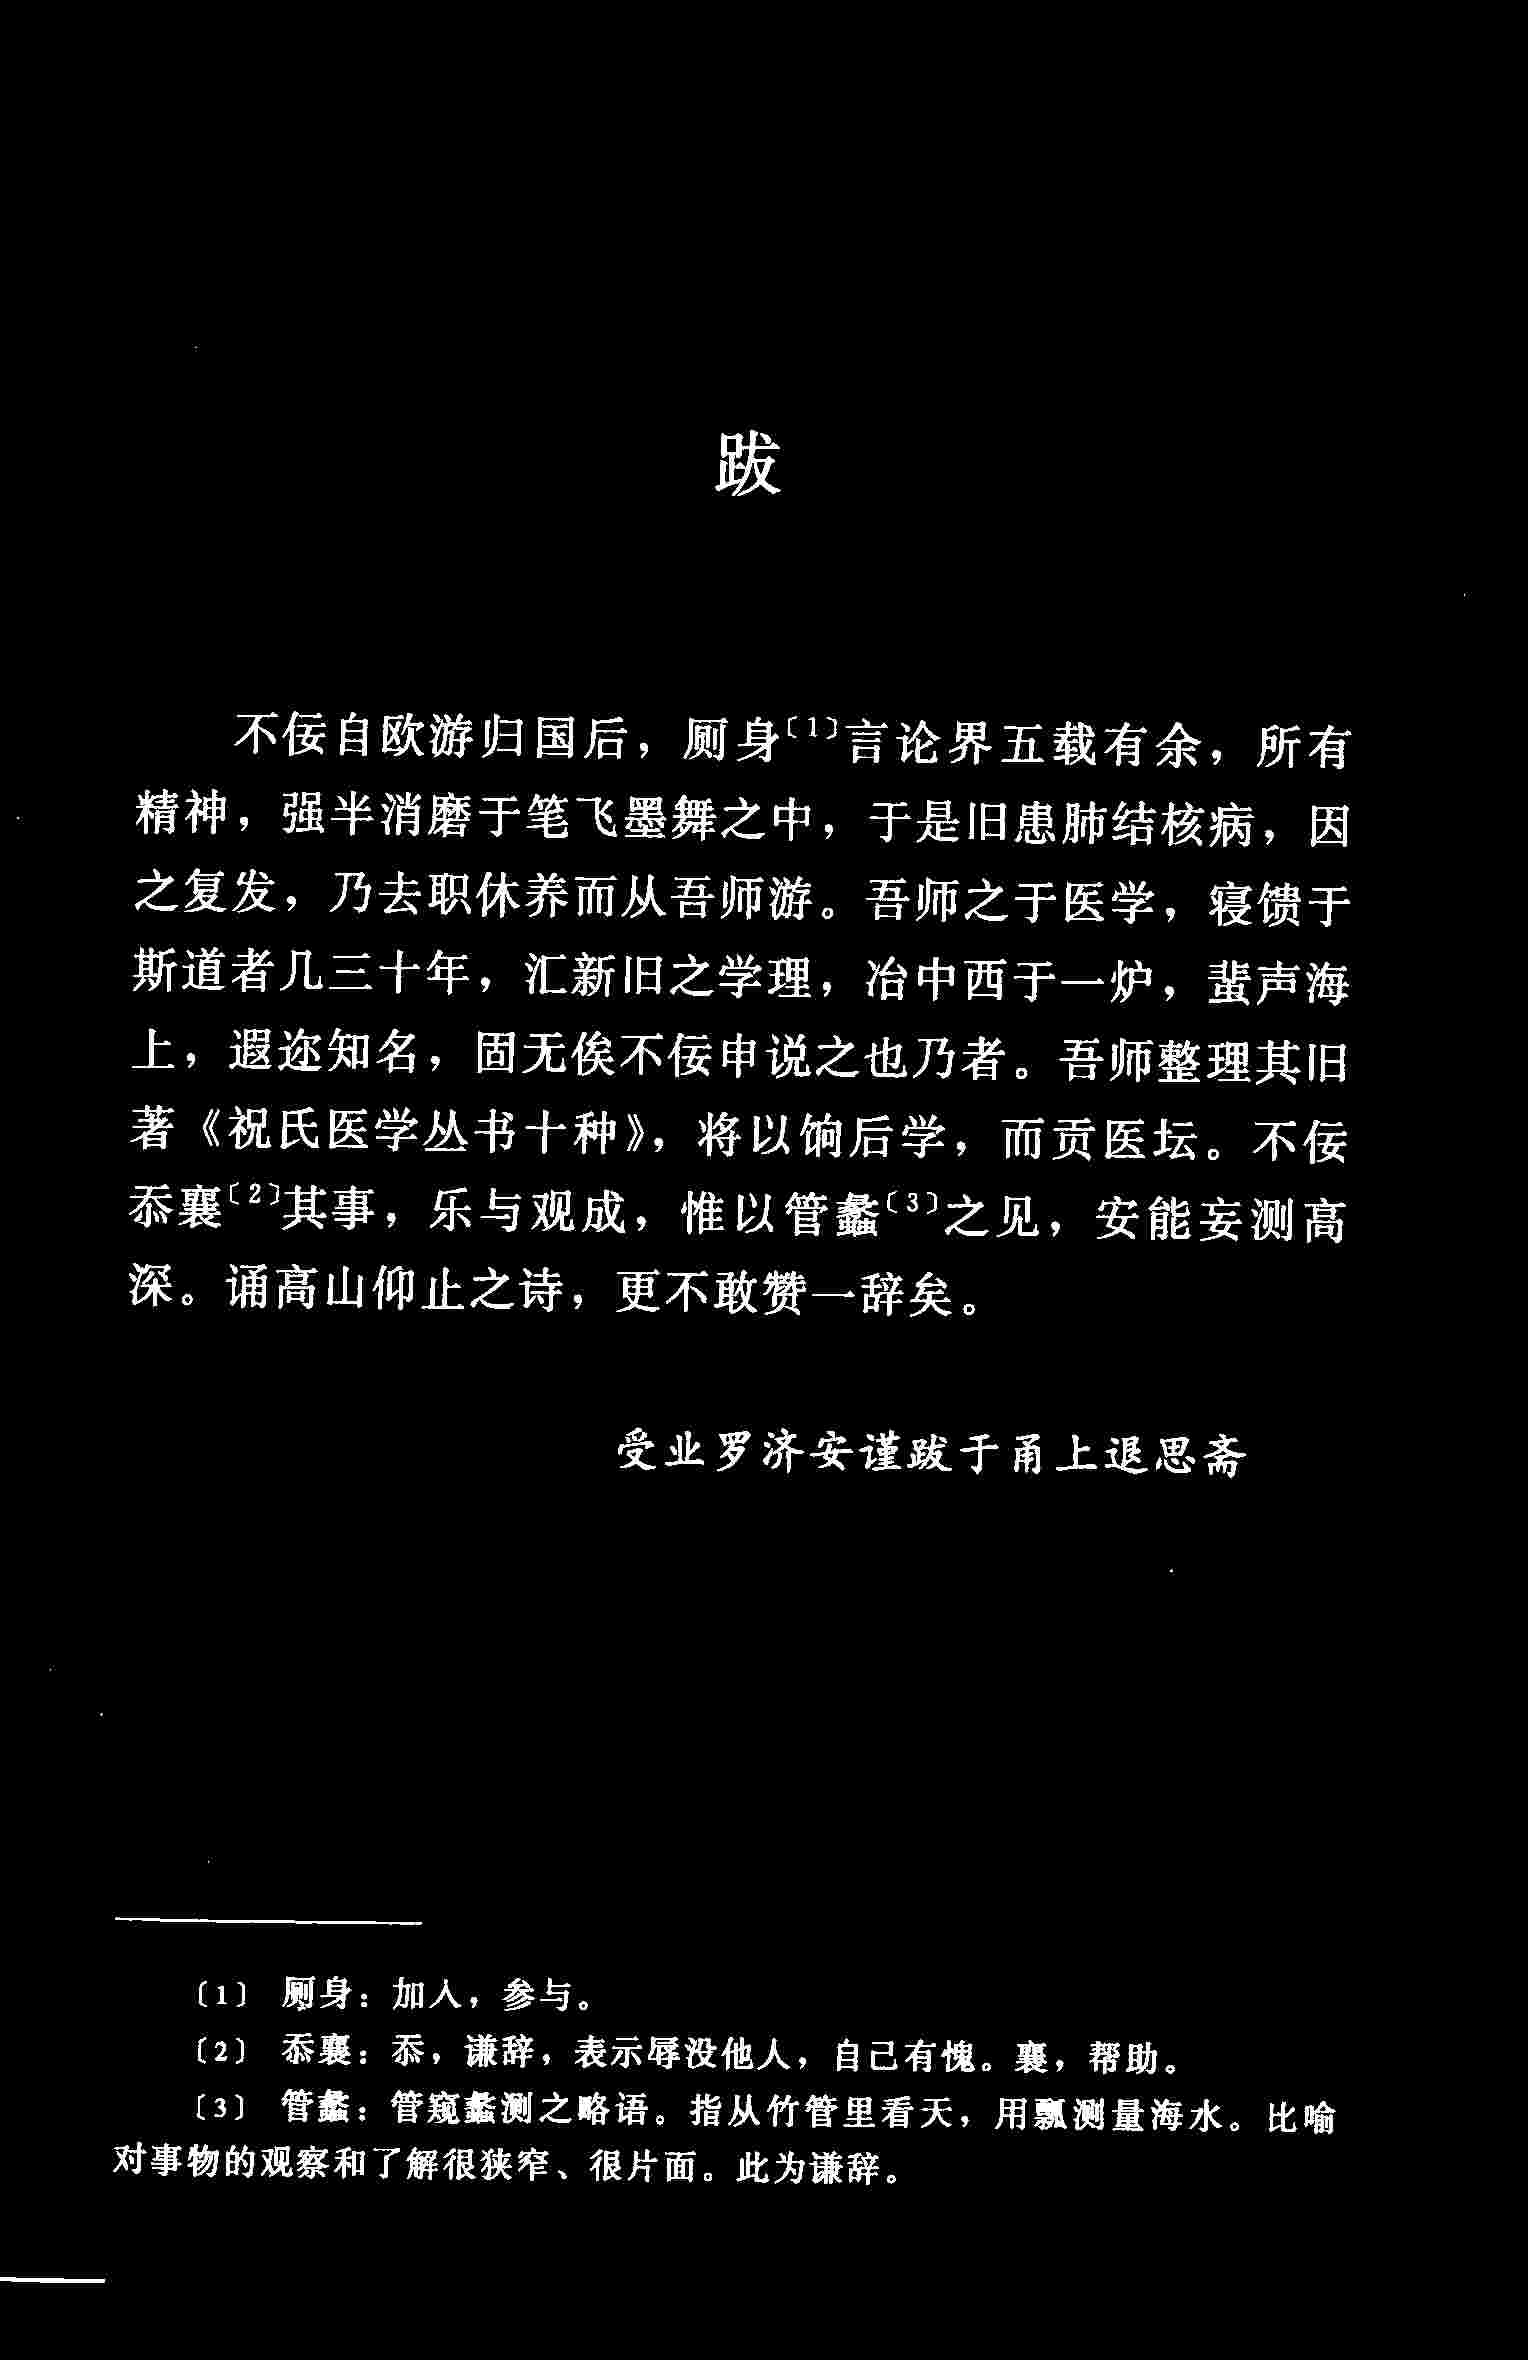 跋
不佞自欧游归国后，厕身〔1〕言论界五载有余，所有
精神，强半消磨于笔飞墨舞之中，于是旧患肺结核病，因
之复发，乃去职休养而从吾师游。吾师之于医学，寝馈于
斯道者几三十年，汇新旧之学理，冶中西于一炉，蜚声海
上，遐迩知名，固无俟不佞申说之也乃者。吾师整理其旧
著《祝氏医学丛书十种》，将以饷后学，而贡医坛。不佞
忝襄〔2〕其事，乐与观成，惟以管蠡〔3〕之见，安能妄测高
深。诵高山仰止之诗，更不敢赞一辞矣。
受业罗济安谨跋于甬上退思斋
〔1〕 厕身：加入，参与。
〔2〕 忝襄：忝，谦辞，表示辱没他人，自己有愧。襄，帮助。
〔3〕 管蠡：管窥蠡测之略语。指从竹管里看天，用瓢测量海水。比喻
对事物的观察和了解很狭窄、很片面。此为谦辞。